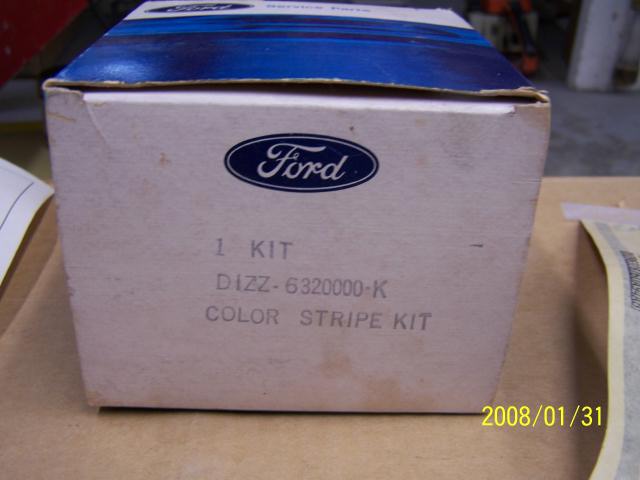 Ford Service Parts
Ford
1 KIT
D1ZZ-6320000-K
COLOR STRIPE KIT
2008/01/31